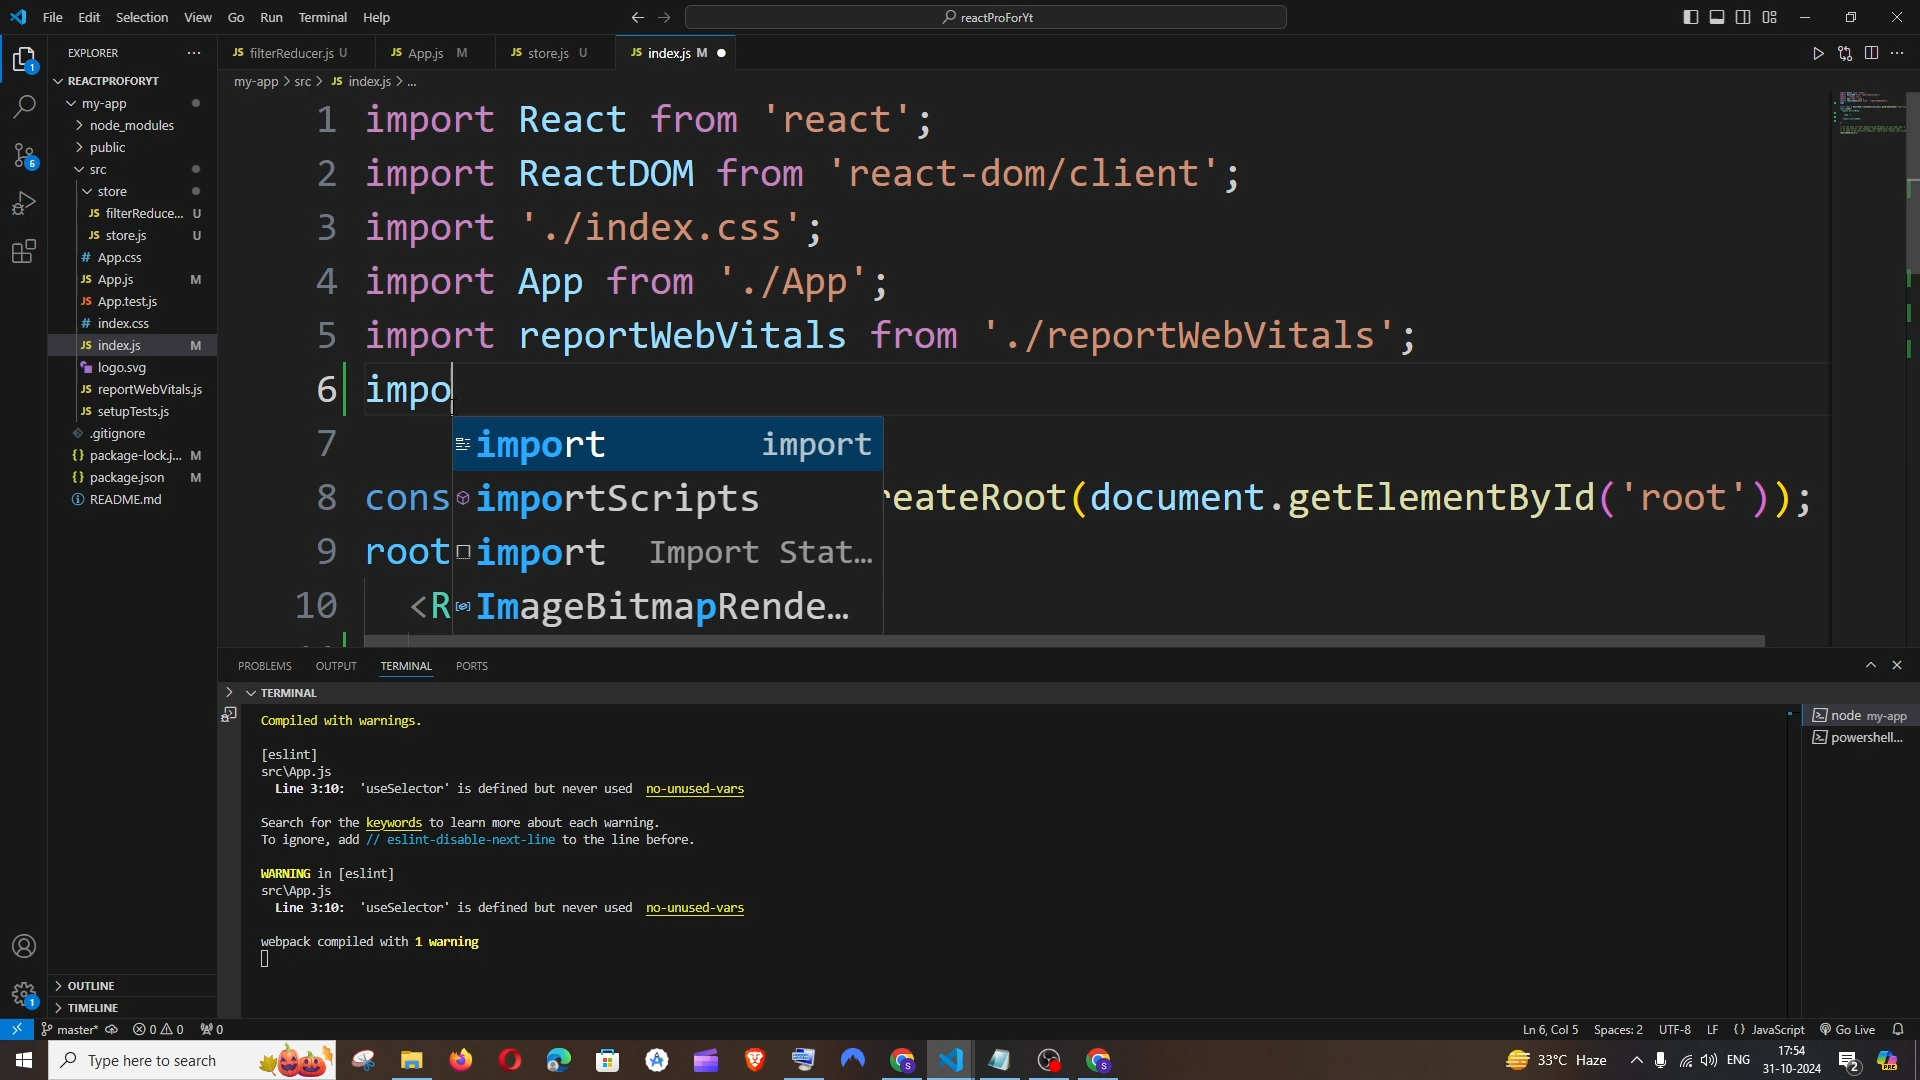 File Edit Selection View Go Run Terminal Help
reactProForYt
EXPLORER
REACTPROFORYT
my-app
node_modules
public
src
store
JS filterReduce... U
JS store.js U
# App.css
JS App.js M
JS App.test.js
# index.css
JS index.js M
logo.svg
JS reportWebVitals.js
JS setupTests.js
.gitignore
{} package-lock.j... M
{} package.json M
README.md
OUTLINE
TIMELINE
JS filterReducer.js U JS App.js M JS store.js U JS index.js M
my-app > src > JS index.js > ...
1 import React from 'react';
2 import ReactDOM from 'react-dom/client';
3 import './index.css';
4 import App from './App';
5 import reportWebVitals from './reportWebVitals';
6 impo
import import
7
importScripts
8 cons reateRoot(document.getElementById('root'));
import Import Stat...
9 root
ImageBitmapRende...
10 <R
PROBLEMS OUTPUT TERMINAL PORTS
TERMINAL
Compiled with warnings.
[eslint]
src\App.js
Line 3:10: 'useSelector' is defined but never used no-unused-vars
Search for the keywords to learn more about each warning.
To ignore, add // eslint-disable-next-line to the line before.
WARNING in [eslint]
src\App.js
Line 3:10: 'useSelector' is defined but never used no-unused-vars
webpack compiled with 1 warning
node my-app
powershell...
1
6
1
master* 0 0 0
Ln 6, Col 5 Spaces: 2 UTF-8 LF {} JavaScript Go Live
Type here to search
33°C Haze
ENG
17:54
31-10-2024
2